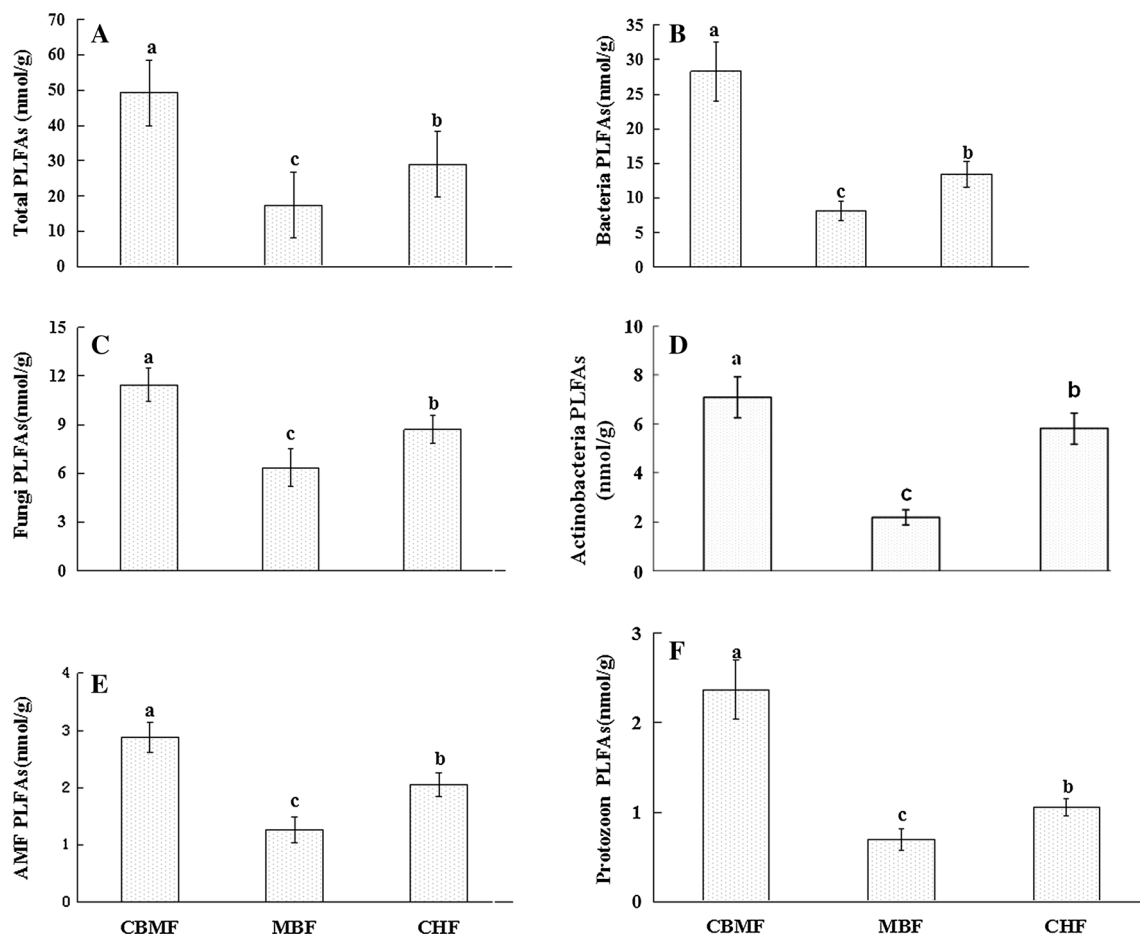 A
Total PLFAs (nmol/g)
70
60
50
40
30
20
10
0
a
c
b
B
Bacteria PLFAs(nmol/g)
35
30
25
20
15
10
5
0
a
c
b
C
Fungi PLFAs(nmol/g)
15
12
9
6
3
0
a
c
b
D
Actinobacteria PLFAs
(nmol/g)
10
8
6
4
2
0
a
c
b
E
AMF PLFAs(nmol/g)
4
3
2
1
0
a
c
b
CBMF MBF CHF
F
Protozoon PLFAs(nmol/g)
3
2
1
0
a
c
b
CBMF MBF CHF